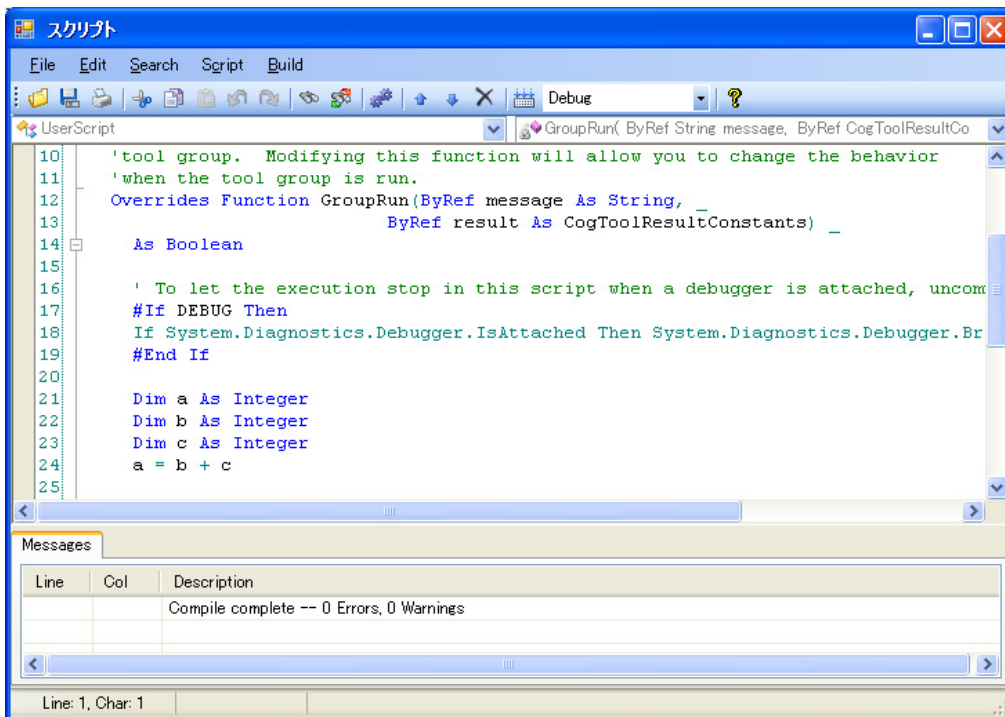 スクリプト
File Edit Search Script Build
Debug
UserScript GroupRun( ByRef String message, ByRef CogToolResultCo
10 'tool group. Modifying this function will allow you to change the behavior
11 'when the tool group is run.
12 Overrides Function GroupRun(ByRef message As String, _
13 ByRef result As CogToolResultConstants) _
14 As Boolean
15
16 ' To let the execution stop in this script when a debugger is attached, uncom
17 #If DEBUG Then
18 If System.Diagnostics.Debugger.IsAttached Then System.Diagnostics.Debugger.Br
19 #End If
20
21 Dim a As Integer
22 Dim b As Integer
23 Dim c As Integer
24 a = b + c
25
Messages
Line Col Description
Compile complete -- 0 Errors, 0 Warnings
Line: 1, Char: 1